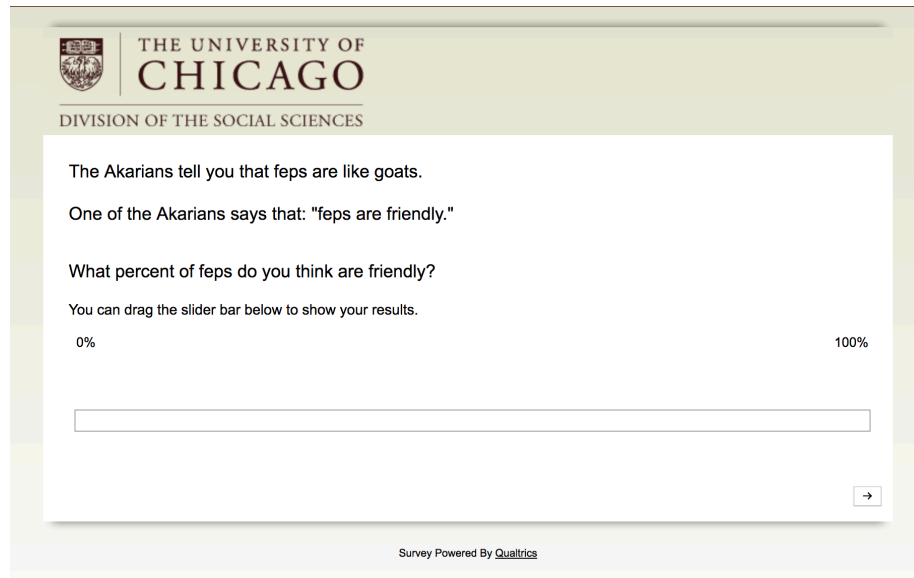 THE UNIVERSITY OF
CHICAGO
DIVISION OF THE SOCIAL SCIENCES
The Akarians tell you that feps are like goats.
One of the Akarians says that: "feps are friendly."
What percent of feps do you think are friendly?
You can drag the slider bar below to show your results.
0% 100%
→
Survey Powered By Qualtrics